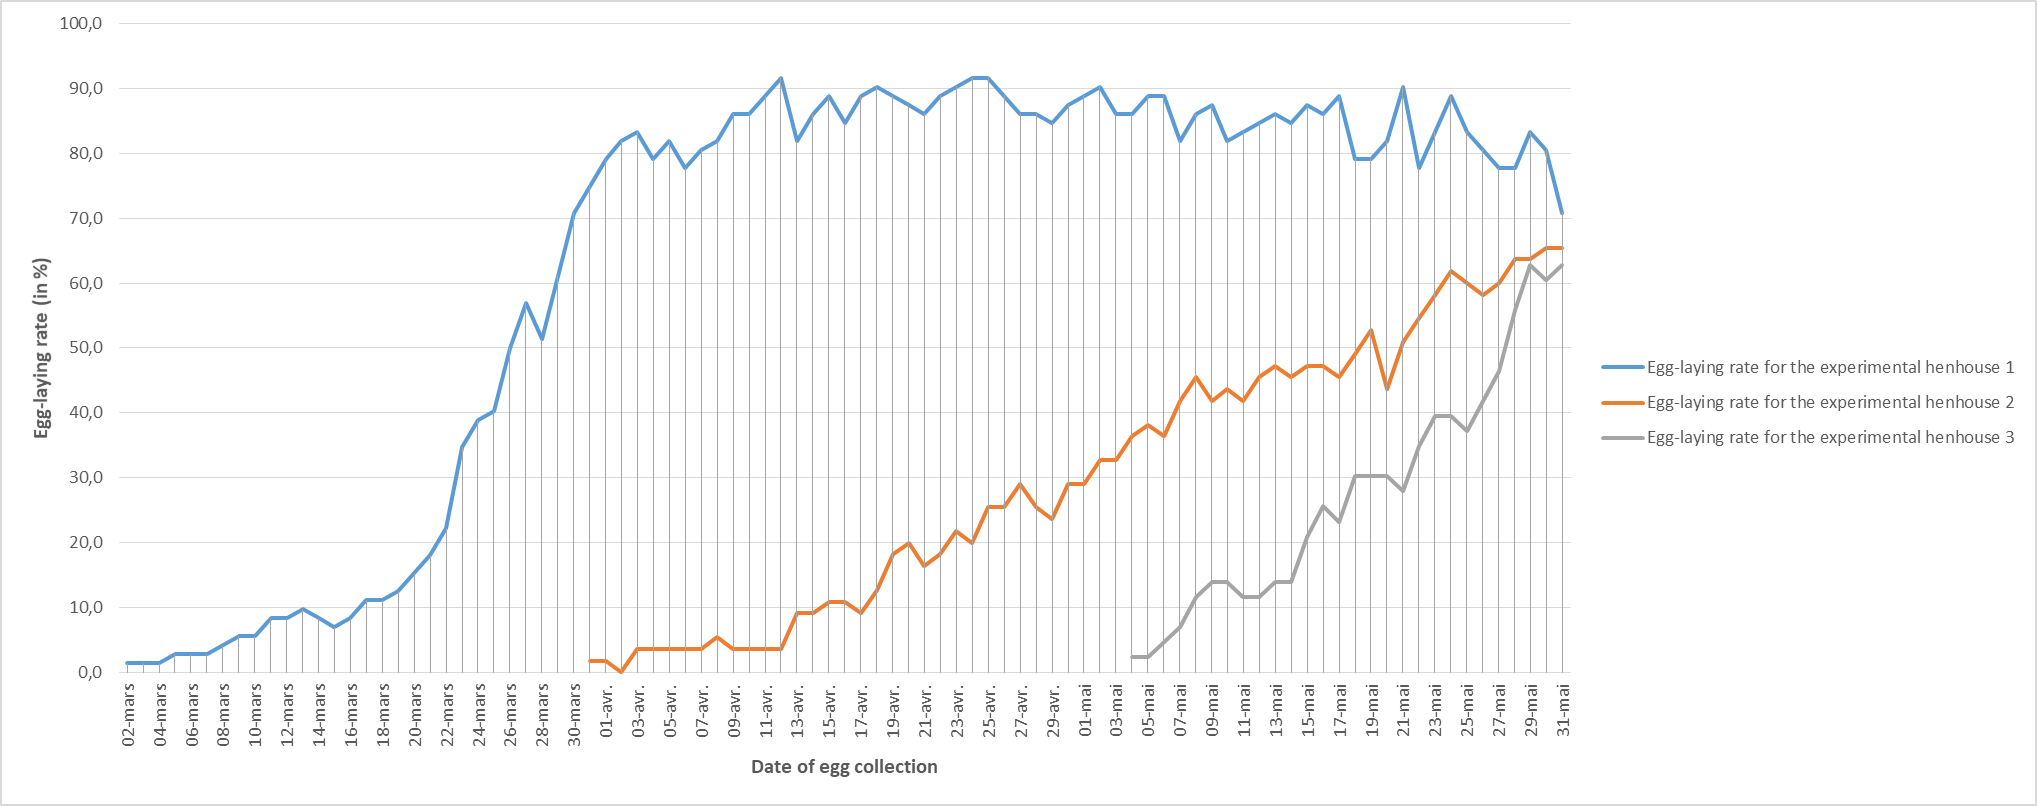 100,0
90,0
80,0
70,0
60,0
50,0
40,0
30,0
20,0
10,0
0,0
Egg-laying rate (in %)
02-mars
04-mars
06-mars
08-mars
10-mars
12-mars
14-mars
16-mars
18-mars
20-mars
22-mars
24-mars
26-mars
28-mars
30-mars
01-avr.
03-avr.
05-avr.
07-avr.
09-avr.
11-avr.
13-avr.
15-avr.
17-avr.
19-avr.
21-avr.
23-avr.
25-avr.
27-avr.
29-avr.
01-mai
03-mai
05-mai
07-mai
09-mai
11-mai
13-mai
15-mai
17-mai
19-mai
21-mai
23-mai
25-mai
27-mai
29-mai
31-mai
Date of egg collection
Egg-laying rate for the experimental henhouse 1
Egg-laying rate for the experimental henhouse 2
Egg-laying rate for the experimental henhouse 3